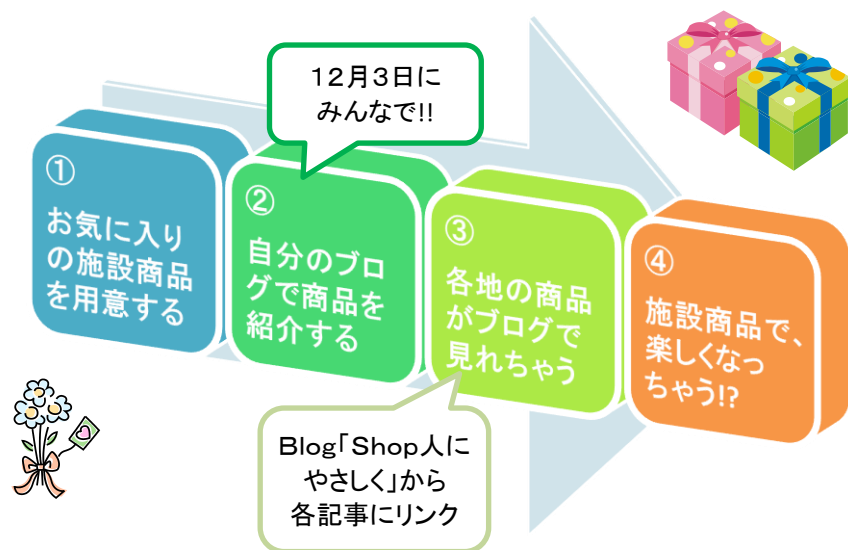 12月3日に
みんなで!!
①
お気に入り
の施設商品
を用意する
②
自分のブロ
グで商品を
紹介する
③
各地の商品
がブログで
見れちゃう
④
施設商品で、
楽しくなっ
ちゃう!?
Blog「Shop人に
やさしく」から
各記事にリンク